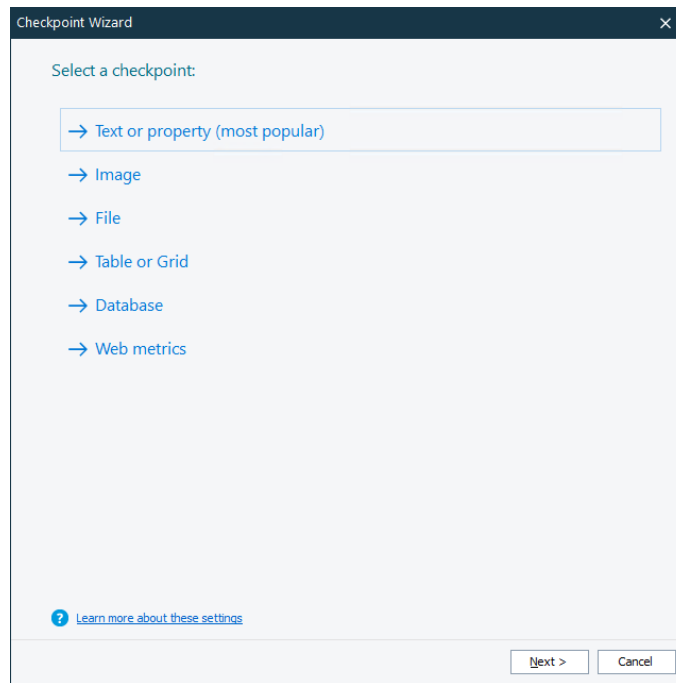 Checkpoint Wizard
Select a checkpoint:
Text or property (most popular)
Image
File
Table or Grid
Database
Web metrics
? Learn more about these settings
Next >
Cancel